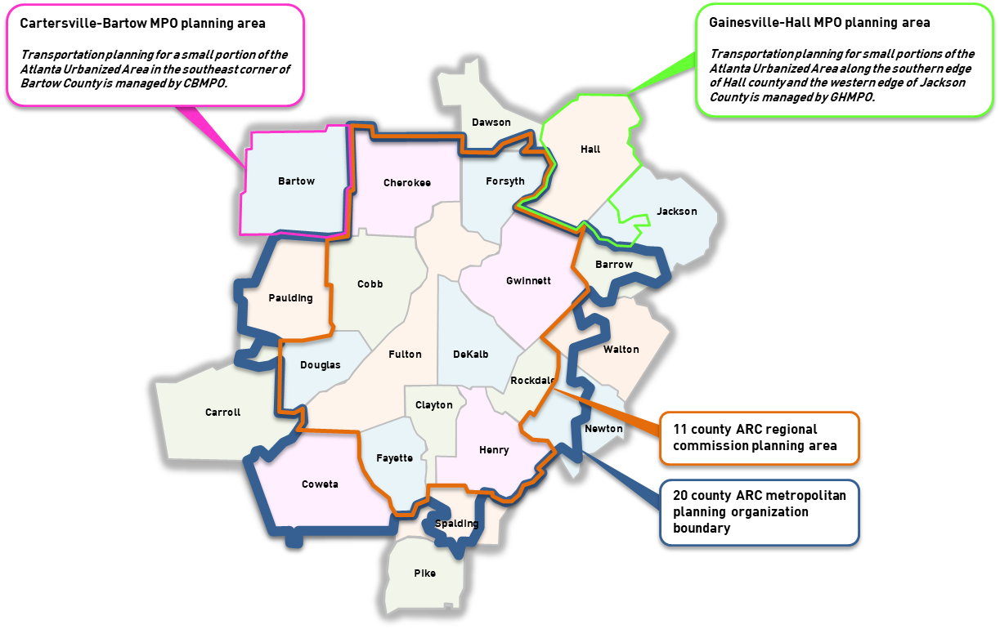 Cartersville-Bartow MPO planning area
Transportation planning for a small portion of the
Atlanta Urbanized Area in the southeast corner of
Bartow County is managed by CBMPO.
Gainesville-Hall MPO planning area
Transportation planning for small portions of the
Atlanta Urbanized Area along the southern edge
of Hall county and the western edge of Jackson
County is managed by GHMPO.
Dawson
Hall
Bartow
Cherokee
Forsyth
Jackson
Barrow
Gwinnett
Cobb
Paulding
Walton
Fulton
DeKalb
Douglas
Rockdale
Clayton
Carroll
Newton
Henry
Fayette
Coweta
Spalding
Pike
11 county ARC regional
commission planning area
20 county ARC metropolitan
planning organization
boundary